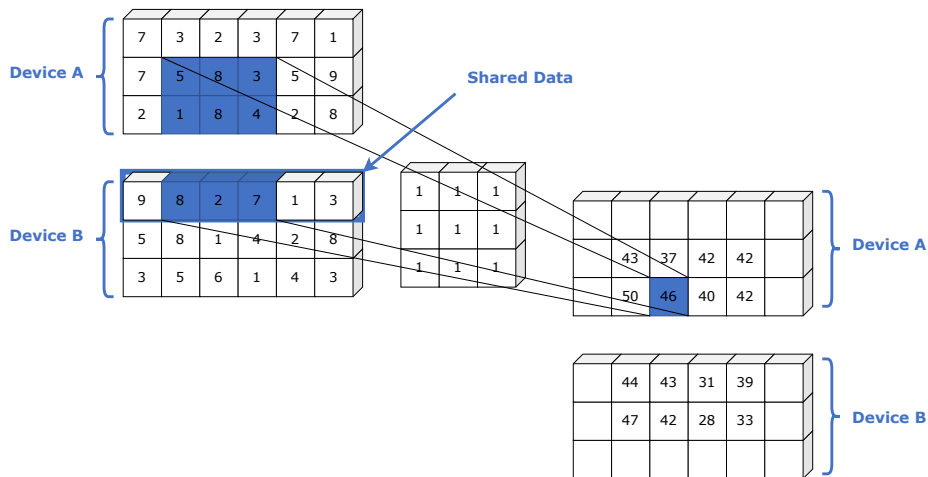 7 3 2 3 7 1
Device A
7 5 8 3 5 9
Shared Data
2 1 8 4 2 8
9 8 2 7 1 3
1 1 1
Device B
5 8 1 4 2 8
1 1 1
3 5 6 1 4 3
1 1 1
43 37 42 42
Device A
50 46 40 42
44 43 31 39
47 42 28 33
Device B